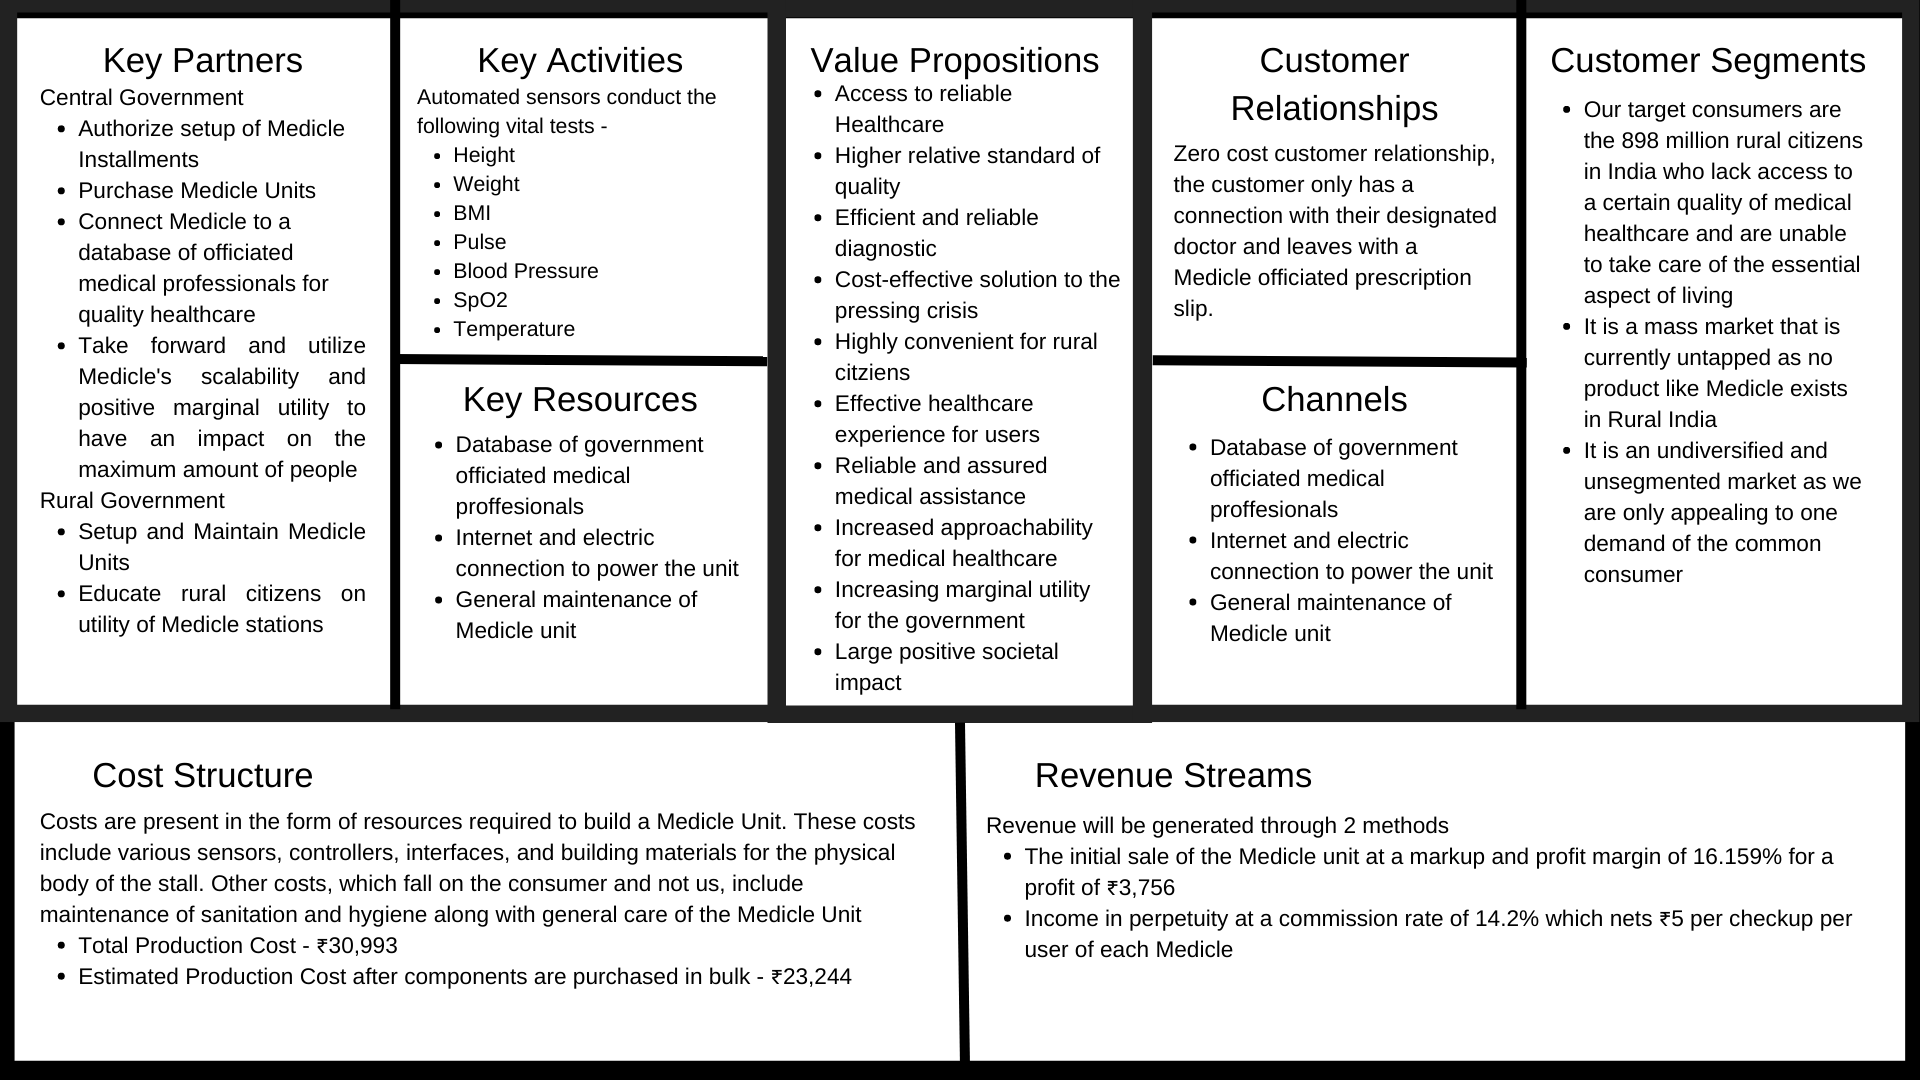 Key Partners
Central Government
• Authorize setup of Medicle
Installments
• Purchase Medicle Units
• Connect Medicle to a
database of officiated
medical professionals for
quality healthcare
• Take forward and utilize
Medicle's scalability and
positive marginal utility to
have an impact on the
maximum amount of people
Rural Government
• Setup and Maintain Medicle
Units
• Educate rural citizens on
utility of Medicle stations
Key Activities
Automated sensors conduct the
following vital tests -
• Height
• Weight
• BMI
• Pulse
• Blood Pressure
• SpO2
• Temperature
Key Resources
• Database of government
officiated medical
proffesionals
• Internet and electric
connection to power the unit
• General maintenance of
Medicle unit
Value Propositions
• Access to reliable
Healthcare
• Higher relative standard of
quality
• Efficient and reliable
diagnostic
• Cost-effective solution to the
pressing crisis
• Highly convenient for rural
citziens
• Effective healthcare
experience for users
• Reliable and assured
medical assistance
• Increased approachability
for medical healthcare
• Increasing marginal utility
for the government
• Large positive societal
impact
Customer
Relationships
Zero cost customer relationship,
the customer only has a
connection with their designated
doctor and leaves with a
Medicle officiated prescription
slip.
Channels
• Database of government
officiated medical
proffesionals
• Internet and electric
connection to power the unit
• General maintenance of
Medicle unit
Customer Segments
• Our target consumers are
the 898 million rural citizens
in India who lack access to
a certain quality of medical
healthcare and are unable
to take care of the essential
aspect of living
• It is a mass market that is
currently untapped as no
product like Medicle exists
in Rural India
• It is an undiversified and
unsegmented market as we
are only appealing to one
demand of the common
consumer
Cost Structure
Costs are present in the form of resources required to build a Medicle Unit. These costs
include various sensors, controllers, interfaces, and building materials for the physical
body of the stall. Other costs, which fall on the consumer and not us, include
maintenance of sanitation and hygiene along with general care of the Medicle Unit
• Total Production Cost - ₹30,993
• Estimated Production Cost after components are purchased in bulk - ₹23,244
Revenue Streams
Revenue will be generated through 2 methods
• The initial sale of the Medicle unit at a markup and profit margin of 16.159% for a
profit of ₹3,756
• Income in perpetuity at a commission rate of 14.2% which nets ₹5 per checkup per
user of each Medicle